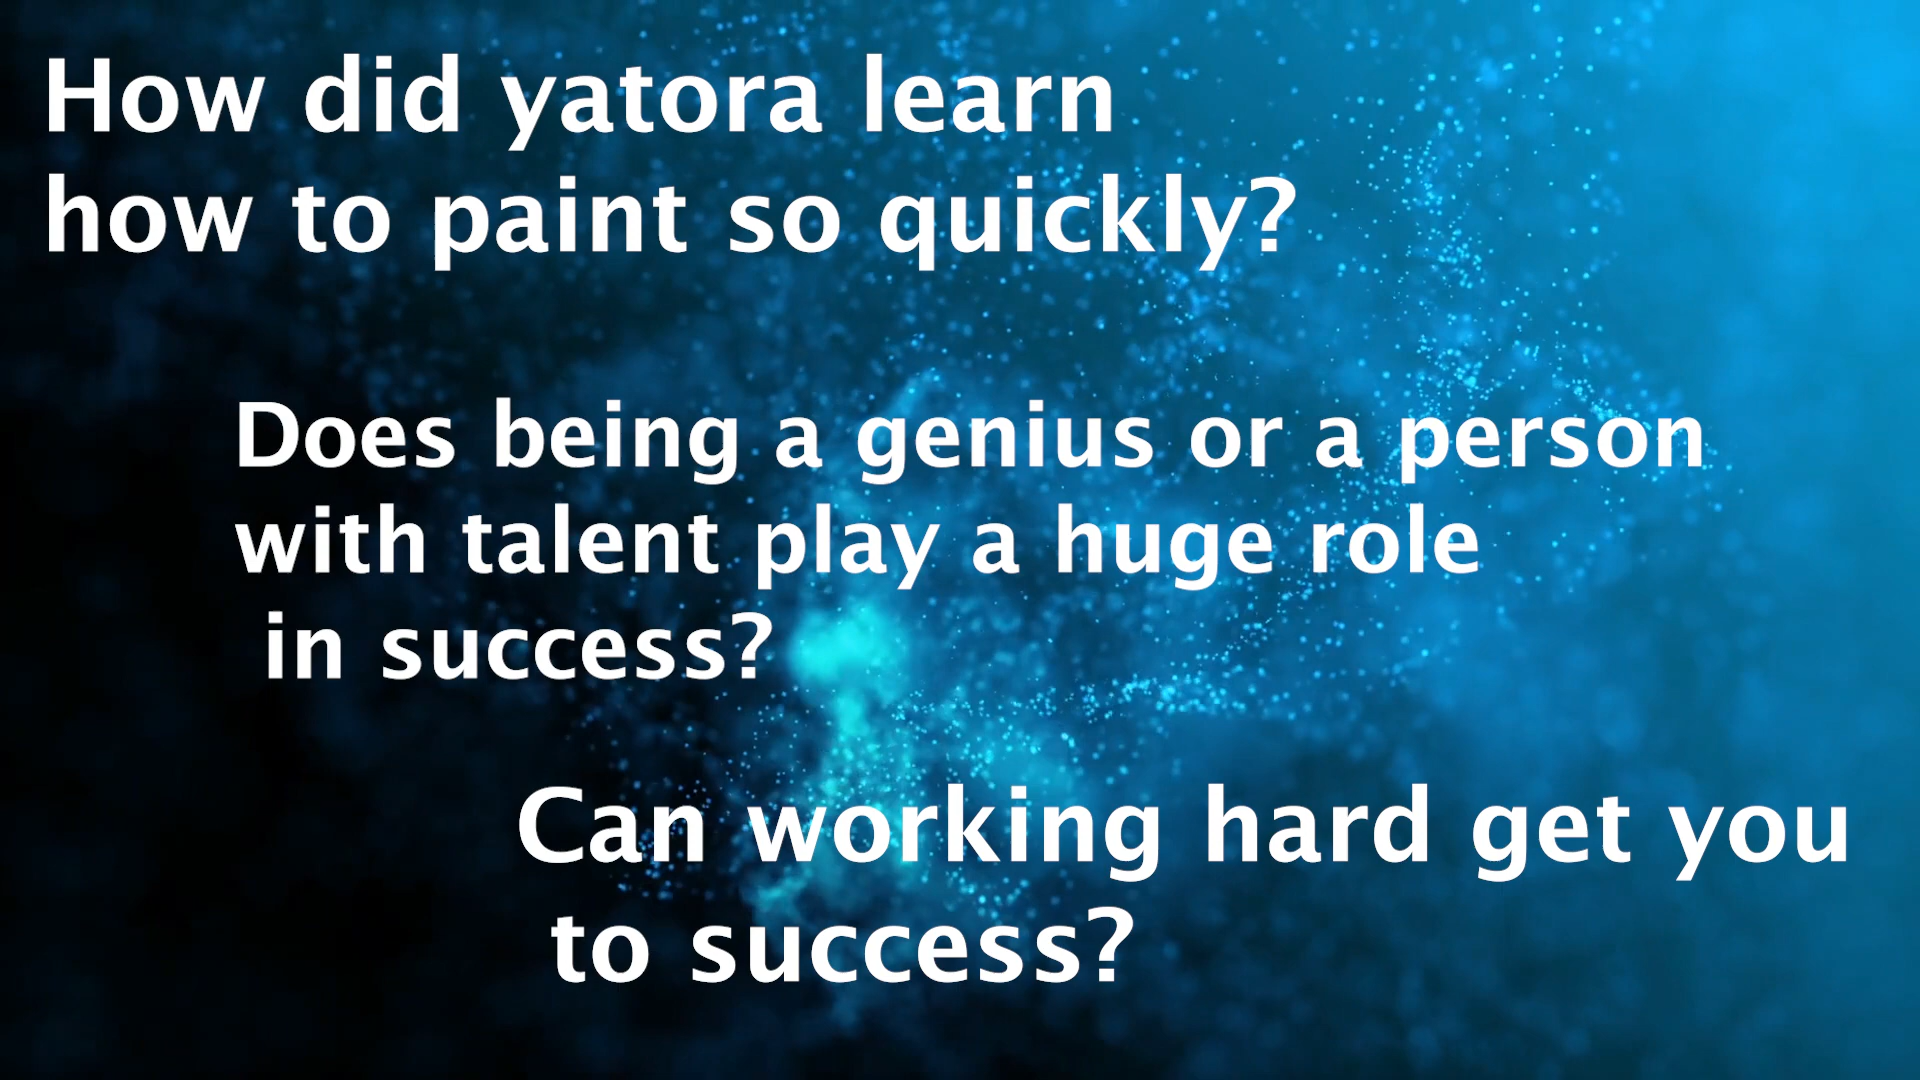 How did yatora learn
how to paint so quickly?
Does being a genius or a person
with talent play a huge role
in success?
Can working hard get you
to success?